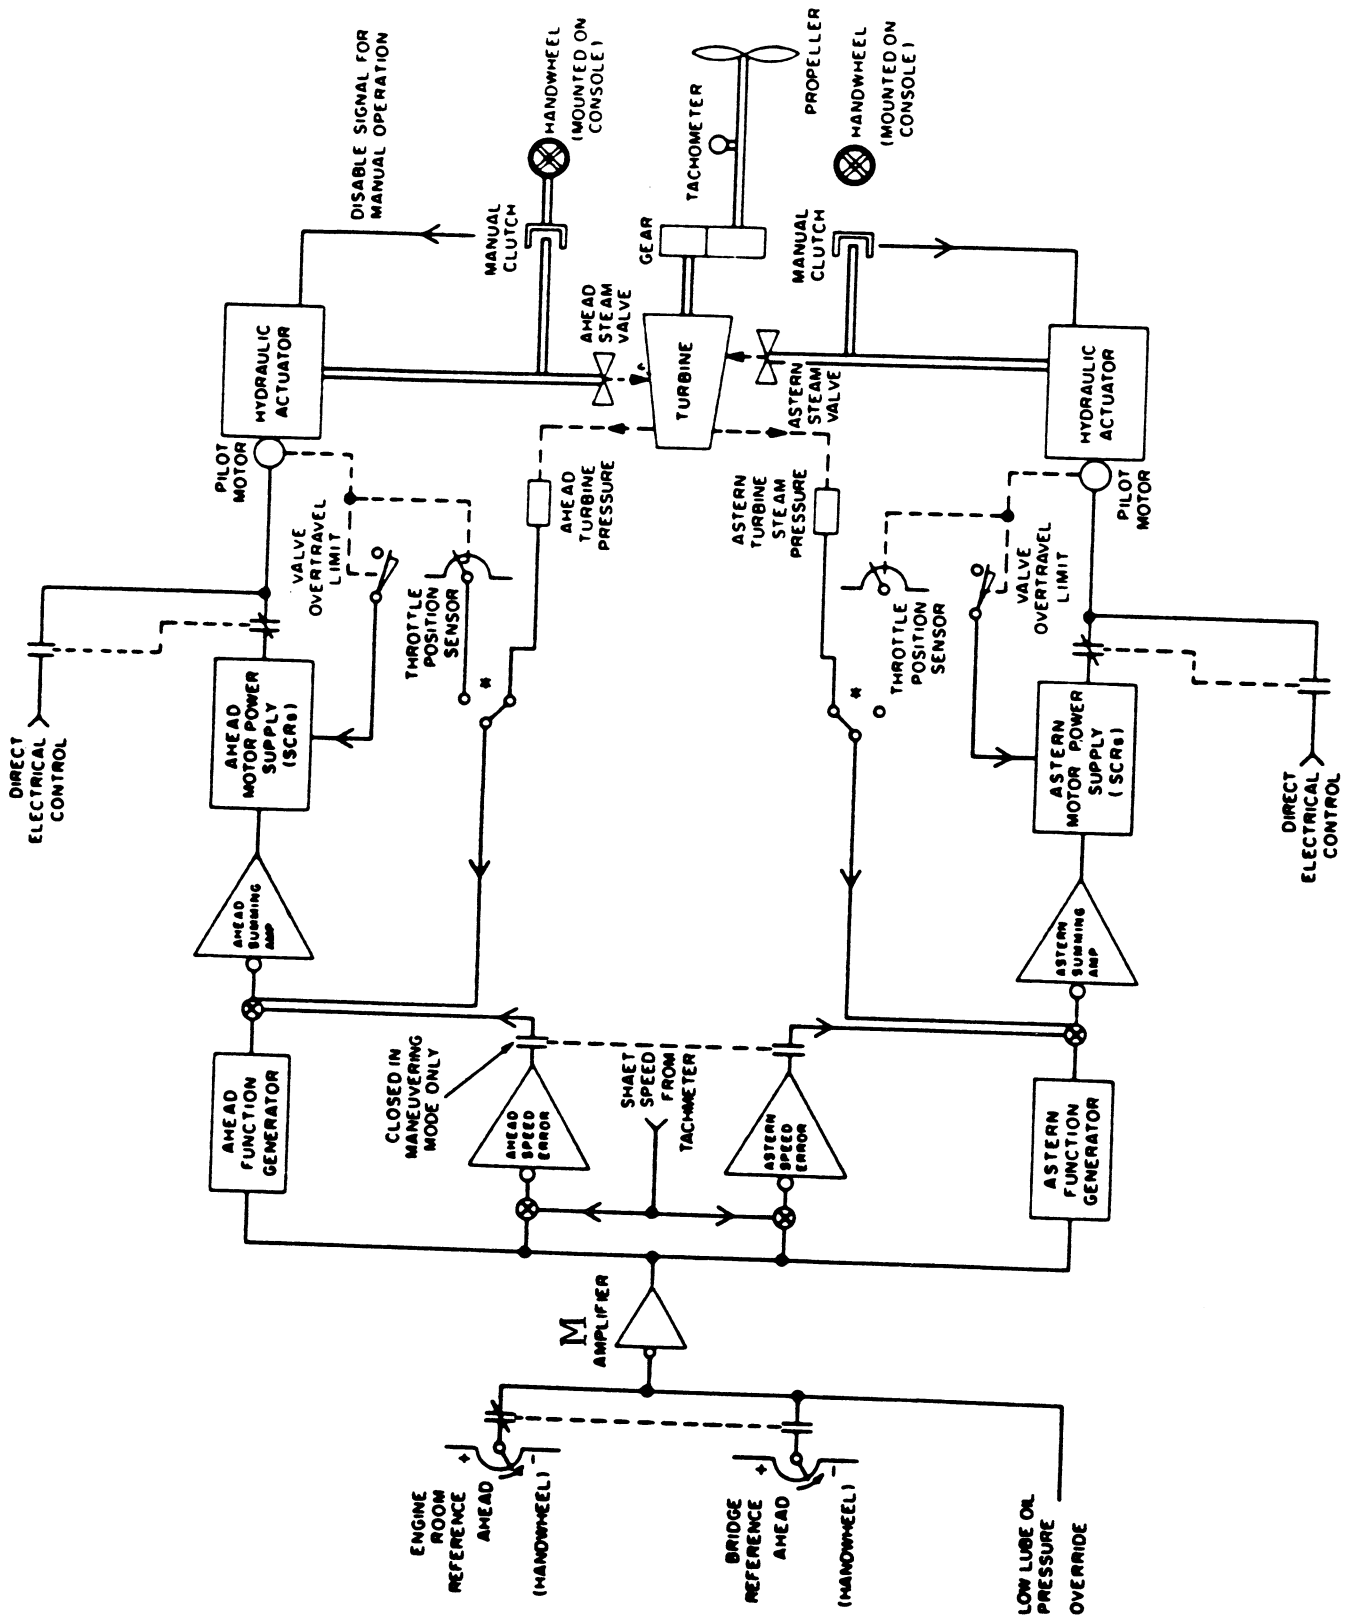 DISABLE SIGNAL FOR
MANUAL OPERATION
HANDWHEEL
(MOUNTED ON
CONSOLE)
TACHOMETER
PROPELLER
HANDWHEEL
(MOUNTED ON
CONSOLE)
MANUAL
CLUTCH
GEAR
MANUAL
CLUTCH
HYDRAULIC
ACTUATOR
AHEAD
STEAM
VALVE
TURBINE
ASTERN
STEAM
VALVE
HYDRAULIC
ACTUATOR
PILOT
MOTOR
VALVE
OVERTRAVEL
LIMIT
AHEAD
TURBINE
PRESSURE
ASTERN
TURBINE
STEAM
PRESSURE
PILOT
MOTOR
VALVE
OVERTRAVEL
LIMIT
THROTTLE
POSITION
SENSOR
*
THROTTLE
POSITION
SENSOR
*
DIRECT
ELECTRICAL
CONTROL
AHEAD
MOTOR POWER
SUPPLY
(SCRs)
ASTERN
MOTOR POWER
SUPPLY
(SCRs)
DIRECT
ELECTRICAL
CONTROL
AHEAD
SUMMING
AMP
ASTERN
SUMMING
AMP
AHEAD
FUNCTION
GENERATOR
CLOSED IN
MANEUVERING
MODE ONLY
AHEAD
SPEED
ERROR
SHAET
SPEED
FROM
TACHMETER
ASTERN
SPEED
ERROR
ASTERN
FUNCTION
GENERATOR
M
AMPLIFIER
ENGINE
ROOM
REFERENCE
AHEAD
+
-
(HANDWHEEL)
BRIDGE
REFERENCE
AHEAD
+
-
(HANDWHEEL)
LOW LUBE OIL
PRESSURE
OVERRIDE